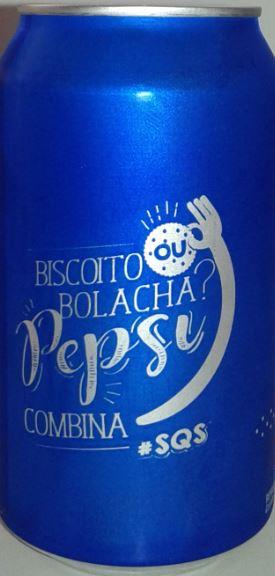 BISCOITO OU
BOLACHA?
Pepsi
COMBINA
#SQS